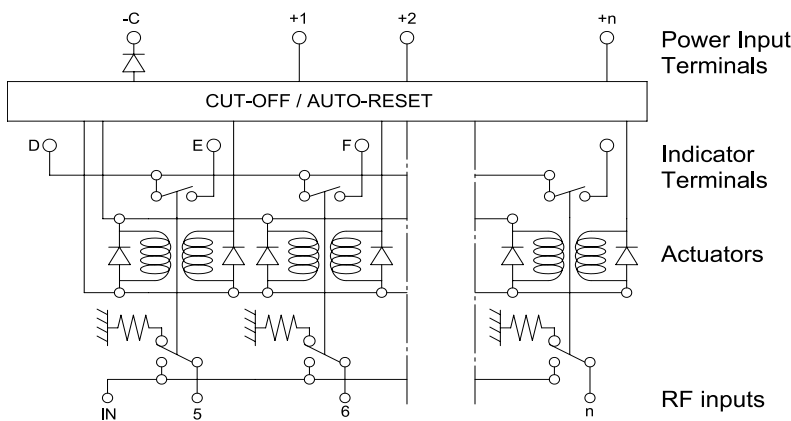 -C +1 +2 +n
Power Input
Terminals
CUT-OFF / AUTO-RESET
D E F
Indicator
Terminals
Actuators
IN 5 6 n
RF inputs